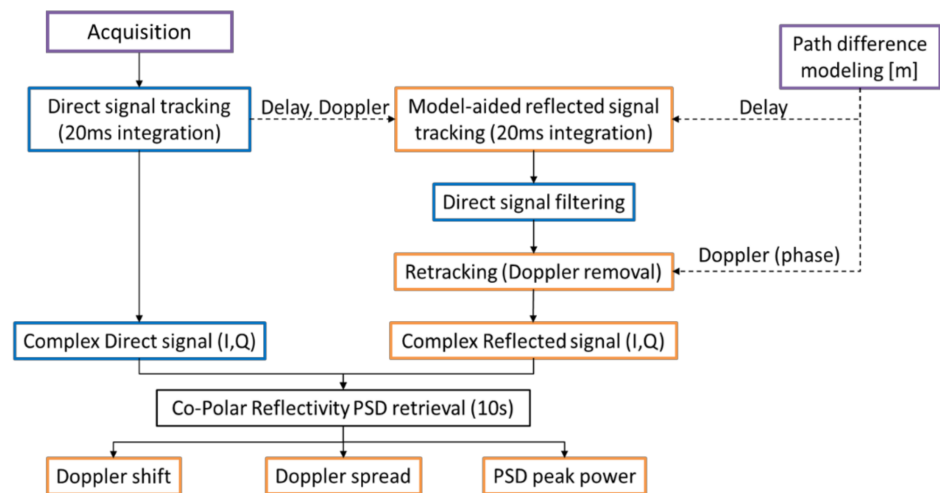 Acquisition
Path difference
modeling [m]
Direct signal tracking
(20ms integration)
Delay, Doppler
Model-aided reflected signal
tracking (20ms integration)
Delay
Direct signal filtering
Doppler (phase)
Retracking (Doppler removal)
Complex Direct signal (I,Q)
Complex Reflected signal (I,Q)
Co-Polar Reflectivity PSD retrieval (10s)
Doppler shift
Doppler spread
PSD peak power